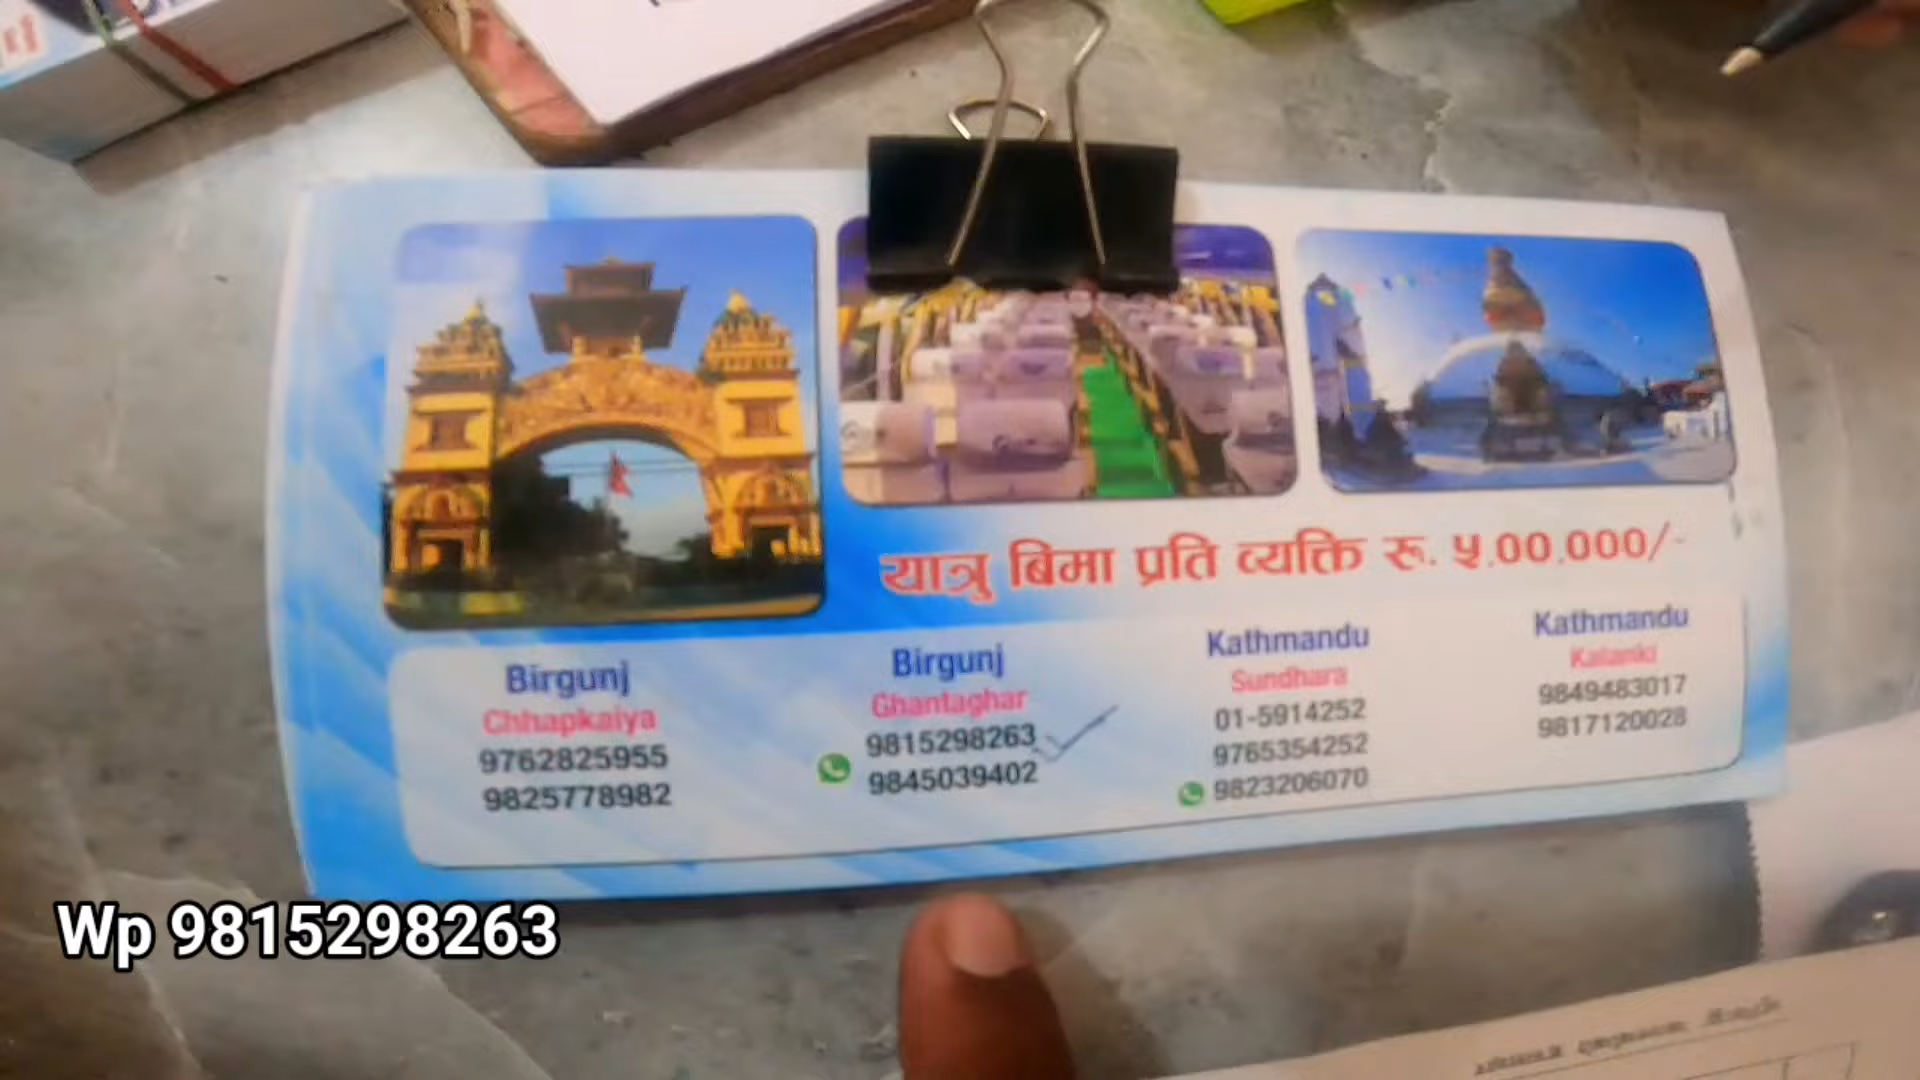 यात्रु बिमा प्रति व्यक्ति रू. ५,००,०००/-
Birgunj
Chhapkaiya
9762825955
9825778982
Birgunj
Ghantaghar
9815298263
9845039402
Kathmandu
Sundhara
01-5914252
9765354252
9823206070
Kathmandu
Kalanki
9849483017
9817120028
Wp 9815298263